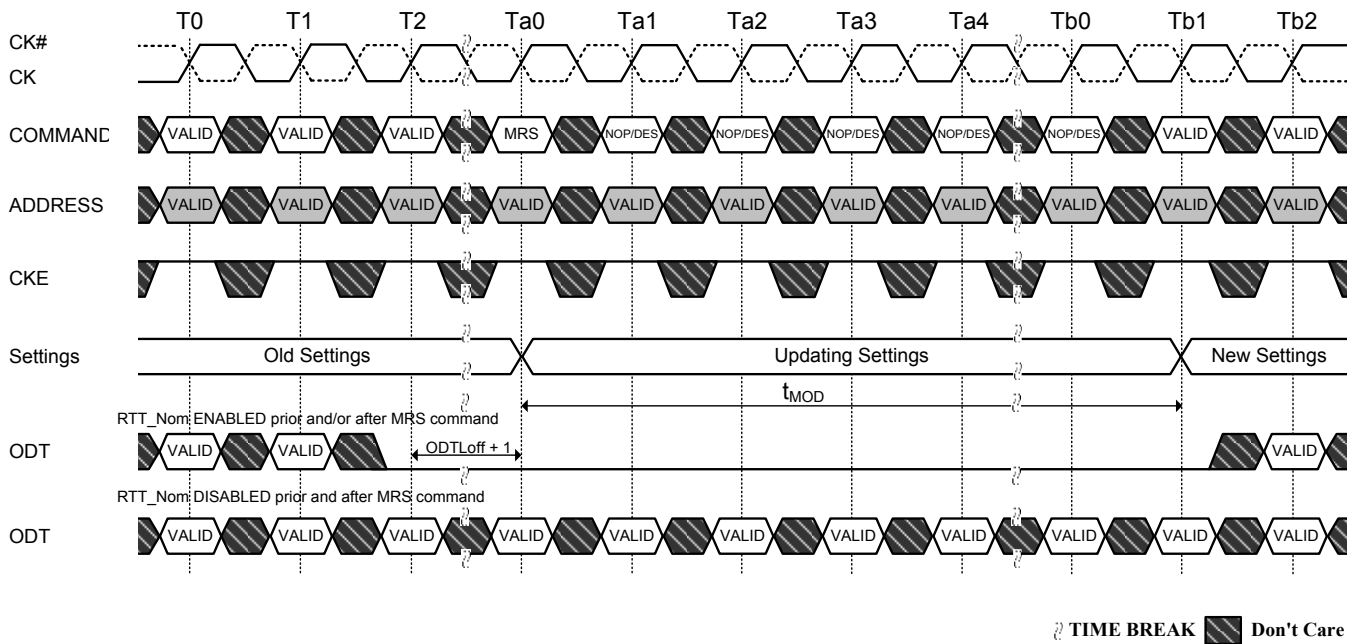 T0 T1 T2 Ta0 Ta1 Ta2 Ta3 Ta4 Tb0 Tb1 Tb2
CK#
CK
COMMAND VALID VALID VALID MRS NOP/DES NOP/DES NOP/DES NOP/DES NOP/DES VALID VALID
ADDRESS VALID VALID VALID VALID VALID VALID VALID VALID VALID VALID VALID
CKE
Settings Old Settings Updating Settings New Settings
tMOD
RTT_Nom ENABLED prior and/or after MRS command
ODT VALID VALID ODTLoff + 1 VALID
RTT_Nom DISABLED prior and after MRS command
ODT VALID VALID VALID VALID VALID VALID VALID VALID VALID VALID VALID
TIME BREAK Don't Care